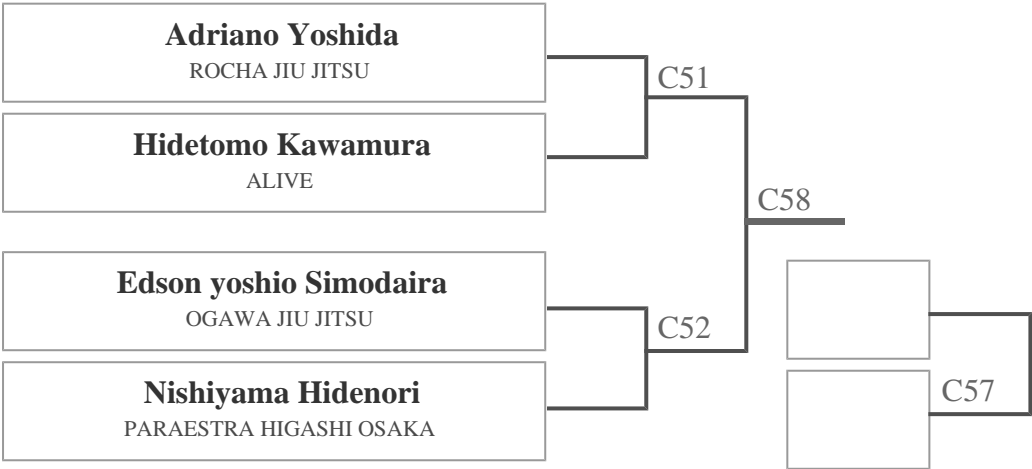 Adriano Yoshida
ROCHA JIU JITSU
C51
Hidetomo Kawamura
ALIVE
C58
Edson yoshio Simodaira
OGAWA JIU JITSU
C52
Nishiyama Hidenori
PARAESTRA HIGASHI OSAKA
C57